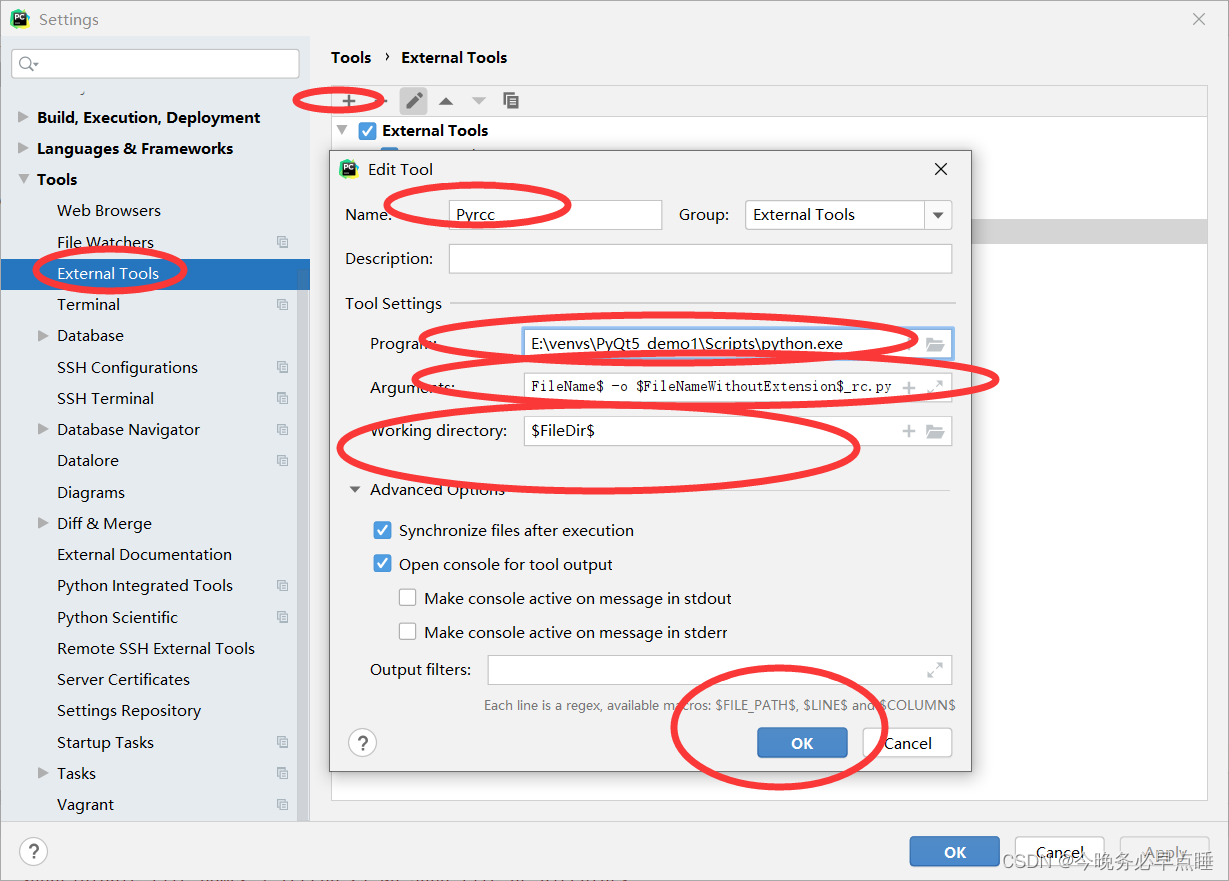 Settings
Tools › External Tools
Build, Execution, Deployment
Languages & Frameworks
Tools
Web Browsers
File Watchers
External Tools
Terminal
Database
SSH Configurations
SSH Terminal
Database Navigator
Datalore
Diagrams
Diff & Merge
External Documentation
Python Integrated Tools
Python Scientific
Remote SSH External Tools
Server Certificates
Settings Repository
Startup Tasks
Tasks
Vagrant
External Tools
Edit Tool
Name: Pyrcc Group: External Tools
Description:
Tool Settings
Program: E:\venvs\PyQt5_demo1\Scripts\python.exe
Arguments: FileName$ -o $FileNameWithoutExtension$_rc.py
Working directory: $FileDir$
Advanced Options
Synchronize files after execution
Open console for tool output
Make console active on message in stdout
Make console active on message in stderr
Output filters:
Each line is a regex, available macros: $FILE_PATH$, $LINE$ and $COLUMN$
? OK Cancel
? OK Cancel Apply
CSDN @今晚务必早点睡